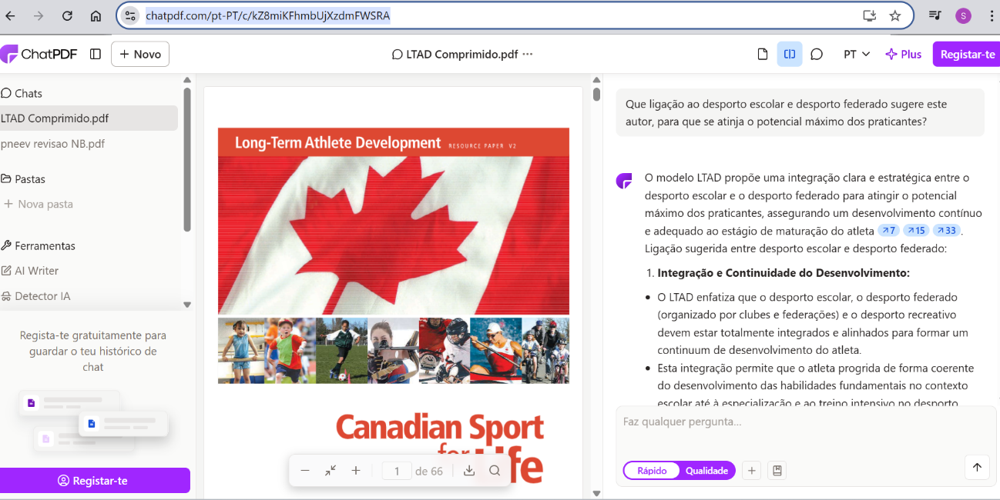 chatpdf.com/pt-PT/c/kZ8miKFhmbUjXzdmFWSRA
S
ChatPDF
+ Novo
LTAD Comprimido.pdf ...
PT
Plus
Registar-te
Chats
LTAD Comprimido.pdf
pneev revisao NB.pdf
Pastas
+ Nova pasta
Ferramentas
AI Writer
Detector IA
Regista-te gratuitamente para
guardar o teu histórico de
chat
Registar-te
Long-Term Athlete Development RESOURCE PAPER V2
Canadian Sport
for Life
1 de 66
Que ligação ao desporto escolar e desporto federado sugere este
autor, para que se atinja o potencial máximo dos praticantes?
O modelo LTAD propõe uma integração clara e estratégica entre o
desporto escolar e o desporto federado para atingir o potencial
máximo dos praticantes, assegurando um desenvolvimento contínuo
e adequado ao estágio de maturação do atleta 7 15 33.
Ligação sugerida entre desporto escolar e desporto federado:
1. Integração e Continuidade do Desenvolvimento:
• O LTAD enfatiza que o desporto escolar, o desporto federado
(organizado por clubes e federações) e o desporto recreativo
devem estar totalmente integrados e alinhados para formar um
continuum de desenvolvimento do atleta.
• Esta integração permite que o atleta progrida de forma coerente
do desenvolvimento das habilidades fundamentais no contexto
escolar até à especialização e ao treino intensivo no desporto
Faz qualquer pergunta...
Rápido Qualidade +